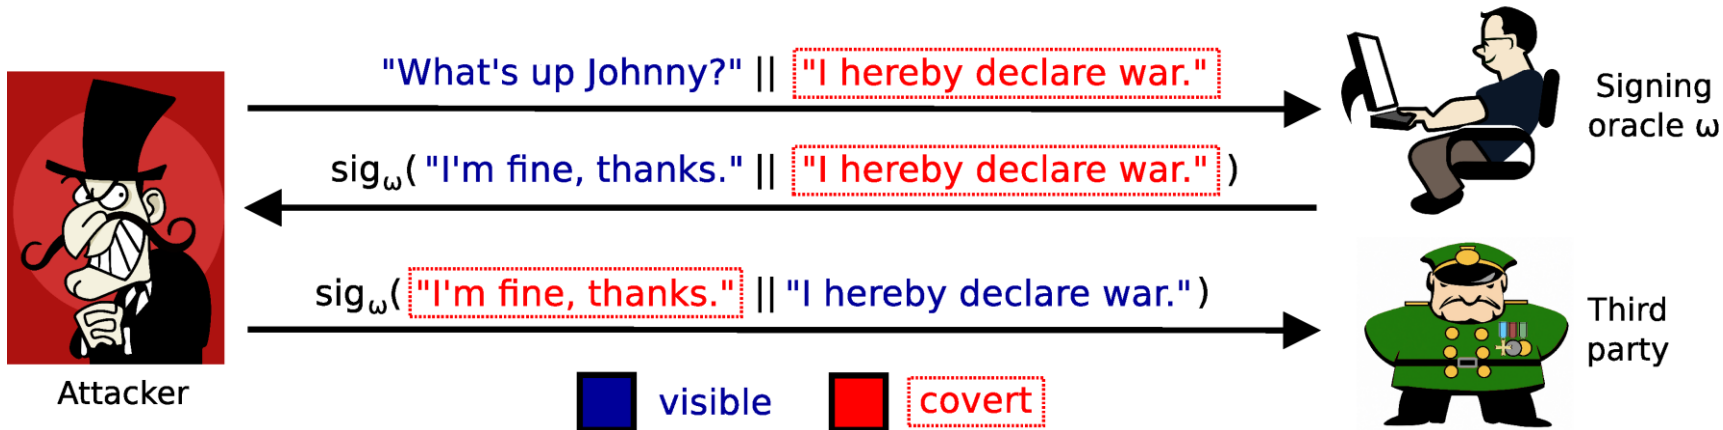 "What's up Johnny?" || "I hereby declare war."
Signing
oracle ω
sigω("I'm fine, thanks." || "I hereby declare war.")
sigω("I'm fine, thanks." || "I hereby declare war.")
Third
party
Attacker
visible
covert